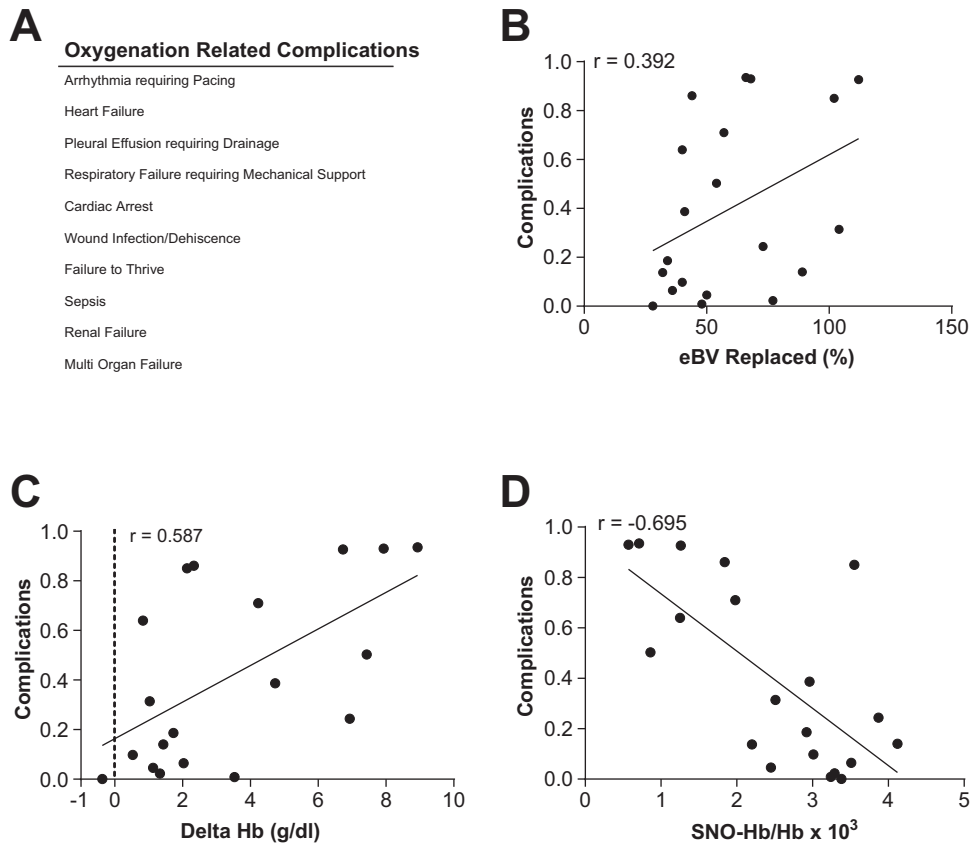 A
Oxygenation Related Complications
Arrhythmia requiring Pacing
Heart Failure
Pleural Effusion requiring Drainage
Respiratory Failure requiring Mechanical Support
Cardiac Arrest
Wound Infection/Dehiscence
Failure to Thrive
Sepsis
Renal Failure
Multi Organ Failure
B
r = 0.392
Complications
1.0
0.8
0.6
0.4
0.2
0.0
0 50 100 150
eBV Replaced (%)
C
r = 0.587
Complications
1.0
0.8
0.6
0.4
0.2
0.0
-1 0 2 4 6 8 10
Delta Hb (g/dl)
D
r = -0.695
Complications
1.0
0.8
0.6
0.4
0.2
0.0
0 1 2 3 4 5
SNO-Hb/Hb x 10³